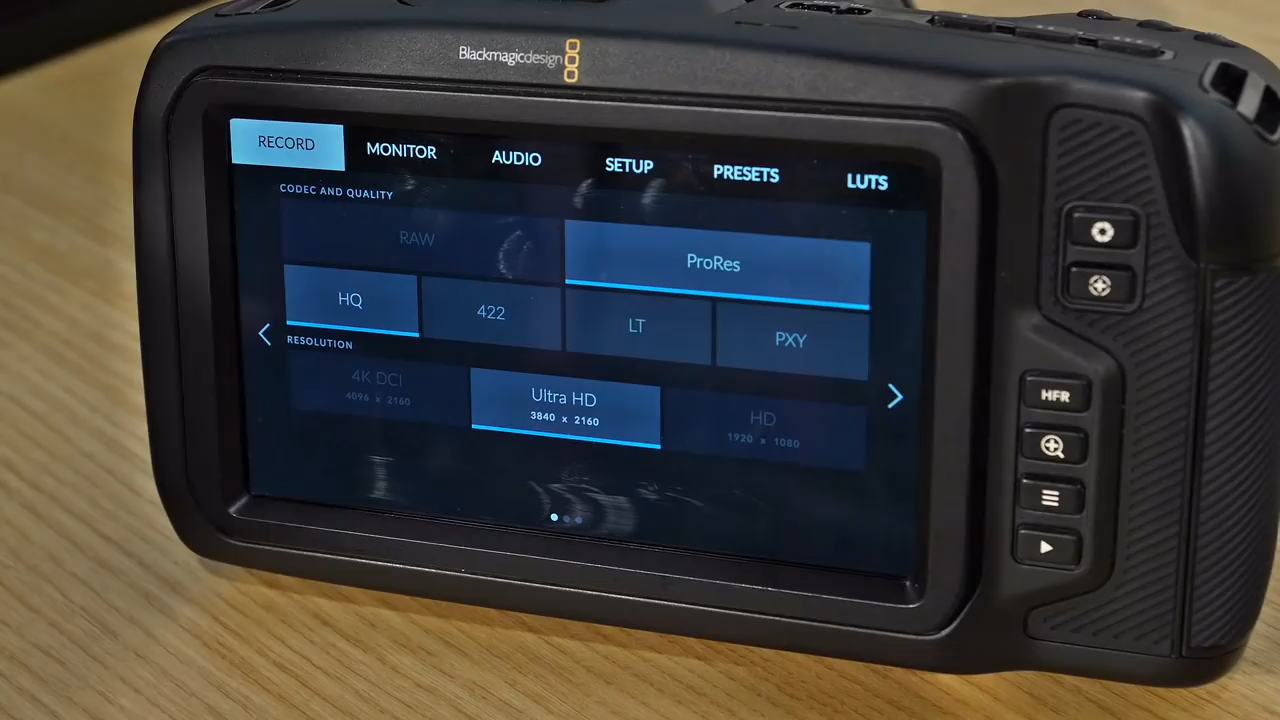 Blackmagicdesign
RECORD MONITOR AUDIO SETUP PRESETS LUTS
CODEC AND QUALITY
RAW ProRes
HQ 422 LT PXY
RESOLUTION
4K DCI Ultra HD HD
4096 x 2160 3840 x 2160 1920 x 1080
HFR